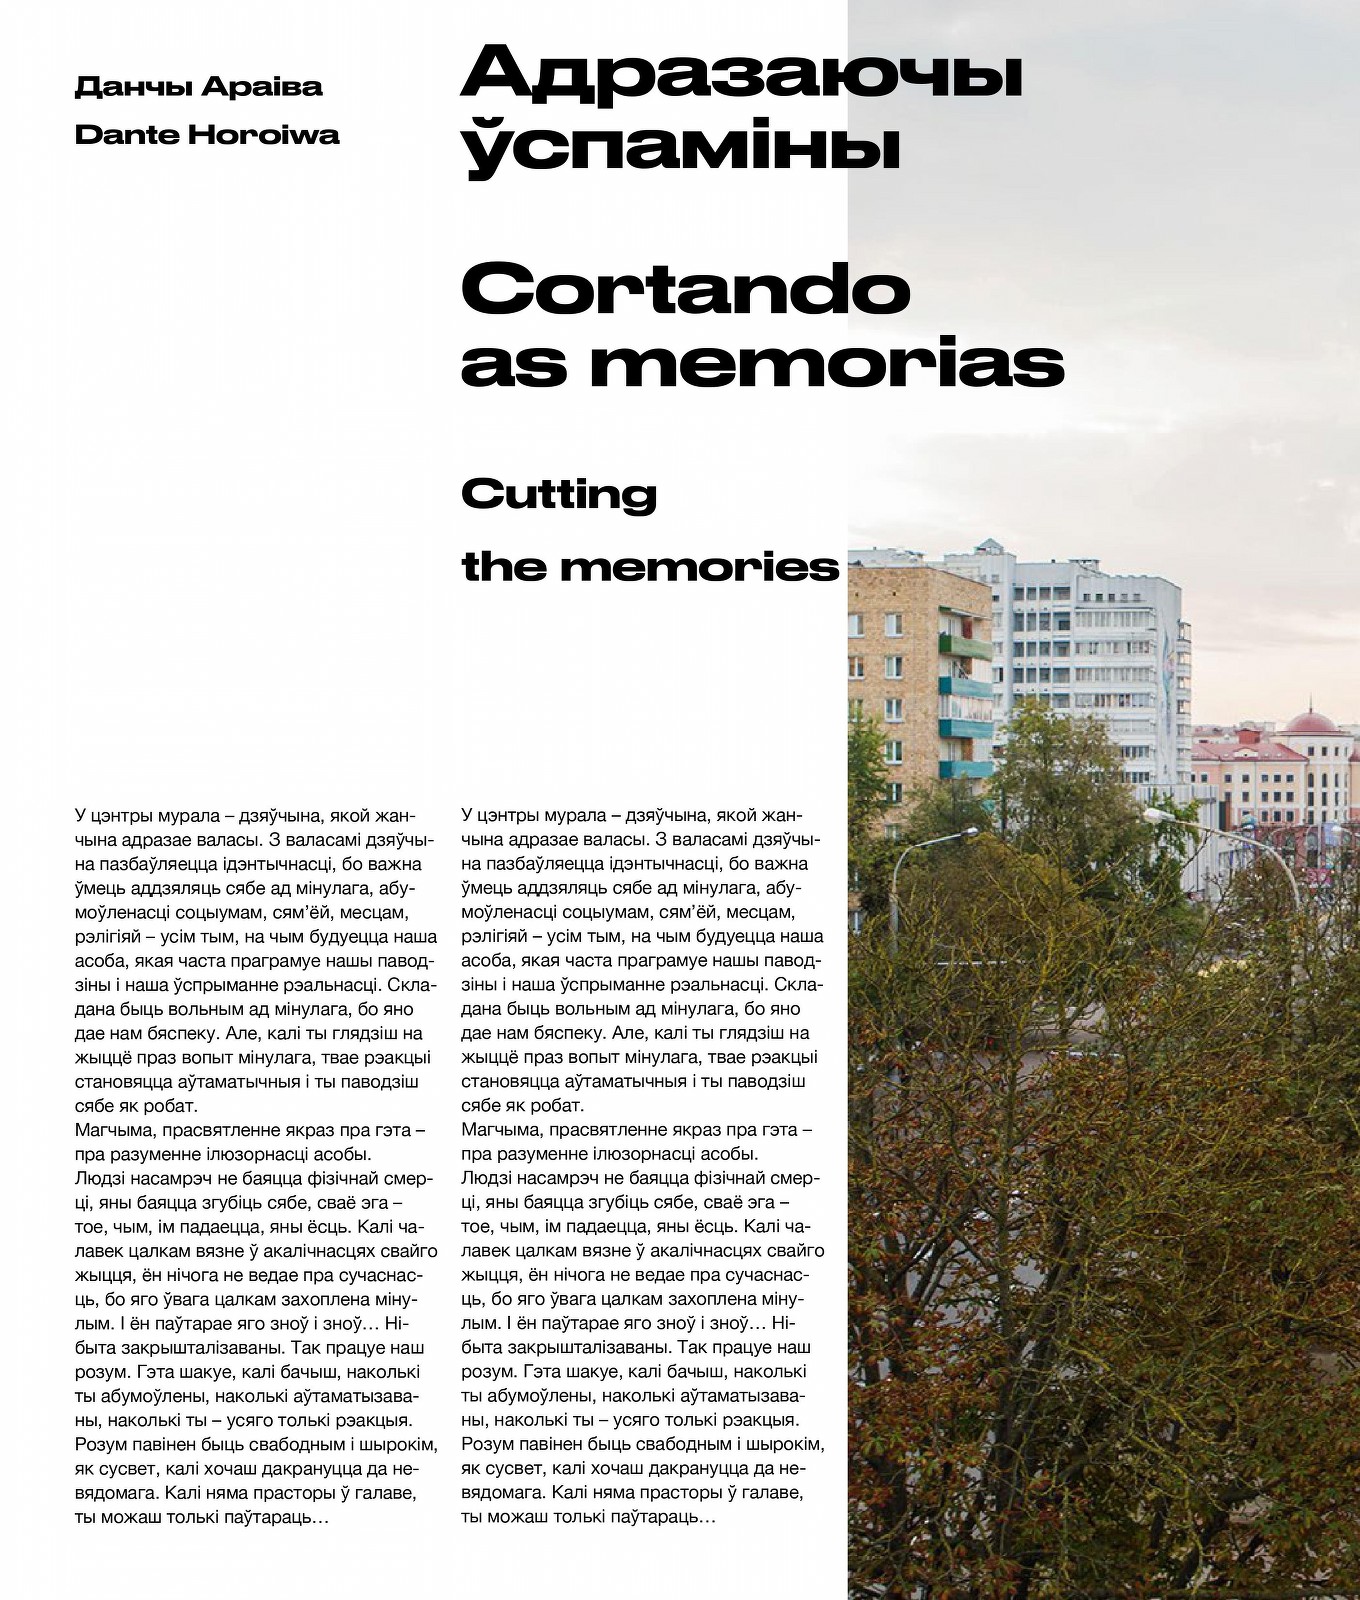 Данчы Араіва
Dante Horoiwa
Адразаючы
ўспаміны
Cortando
as memorias
Cutting
the memories
У цэнтры мурала – дзяўчына, якой жан-
чына адразае валасы. З валасамі дзяўчы-
на пазбаўляецца ідэнтычнасці, бо важна
ўмець аддзяляць сябе ад мінулага, абу-
моўленасці соцыумам, сям’ёй, месцам,
рэлігіяй – усім тым, на чым будуецца наша
асоба, якая часта праграмуе нашы павод-
зіны і наша ўспрыманне рэальнасці. Скла-
дана быць вольным ад мінулага, бо яно
дае нам бяспеку. Але, калі ты глядзіш на
жыццё праз вопыт мінулага, твае рэакцыі
становяцца аўтаматычныя і ты паводзіш
сябе як робат.
Магчыма, прасвятленне якраз пра гэта –
пра разуменне ілюзорнасці асобы.
Людзі насамрэч не баяцца фізічнай смер-
ці, яны баяцца згубіць сябе, сваё эга –
тое, чым, ім падаецца, яны ёсць. Калі ча-
лавек цалкам вязне ў акалічнасцях свайго
жыцця, ён нічога не ведае пра сучаснас-
ць, бо яго ўвага цалкам захоплена міну-
лым. І ён паўтарае яго зноў і зноў… Ні-
быта закрышталізаваны. Так працуе наш
розум. Гэта шакуе, калі бачыш, наколькі
ты абумоўлены, наколькі аўтаматызава-
ны, наколькі ты – усяго толькі рэакцыя.
Розум павінен быць свабодным і шырокім,
як сусвет, калі хочаш дакрануцца да не-
вядомага. Калі няма прасторы ў галаве,
ты можаш толькі паўтараць…
У цэнтры мурала – дзяўчына, якой жан-
чына адразае валасы. З валасамі дзяўчы-
на пазбаўляецца ідэнтычнасці, бо важна
ўмець аддзяляць сябе ад мінулага, абу-
моўленасці соцыумам, сям’ёй, месцам,
рэлігіяй – усім тым, на чым будуецца наша
асоба, якая часта праграмуе нашы павод-
зіны і наша ўспрыманне рэальнасці. Скла-
дана быць вольным ад мінулага, бо яно
дае нам бяспеку. Але, калі ты глядзіш на
жыццё праз вопыт мінулага, твае рэакцыі
становяцца аўтаматычныя і ты паводзіш
сябе як робат.
Магчыма, прасвятленне якраз пра гэта –
пра разуменне ілюзорнасці асобы.
Людзі насамрэч не баяцца фізічнай смер-
ці, яны баяцца згубіць сябе, сваё эга –
тое, чым, ім падаецца, яны ёсць. Калі ча-
лавек цалкам вязне ў акалічнасцях свайго
жыцця, ён нічога не ведае пра сучаснас-
ць, бо яго ўвага цалкам захоплена міну-
лым. І ён паўтарае яго зноў і зноў… Ні-
быта закрышталізаваны. Так працуе наш
розум. Гэта шакуе, калі бачыш, наколькі
ты абумоўлены, наколькі аўтаматызава-
ны, наколькі ты – усяго толькі рэакцыя.
Розум павінен быць свабодным і шырокім,
як сусвет, калі хочаш дакрануцца да не-
вядомага. Калі няма прасторы ў галаве,
ты можаш толькі паўтараць…